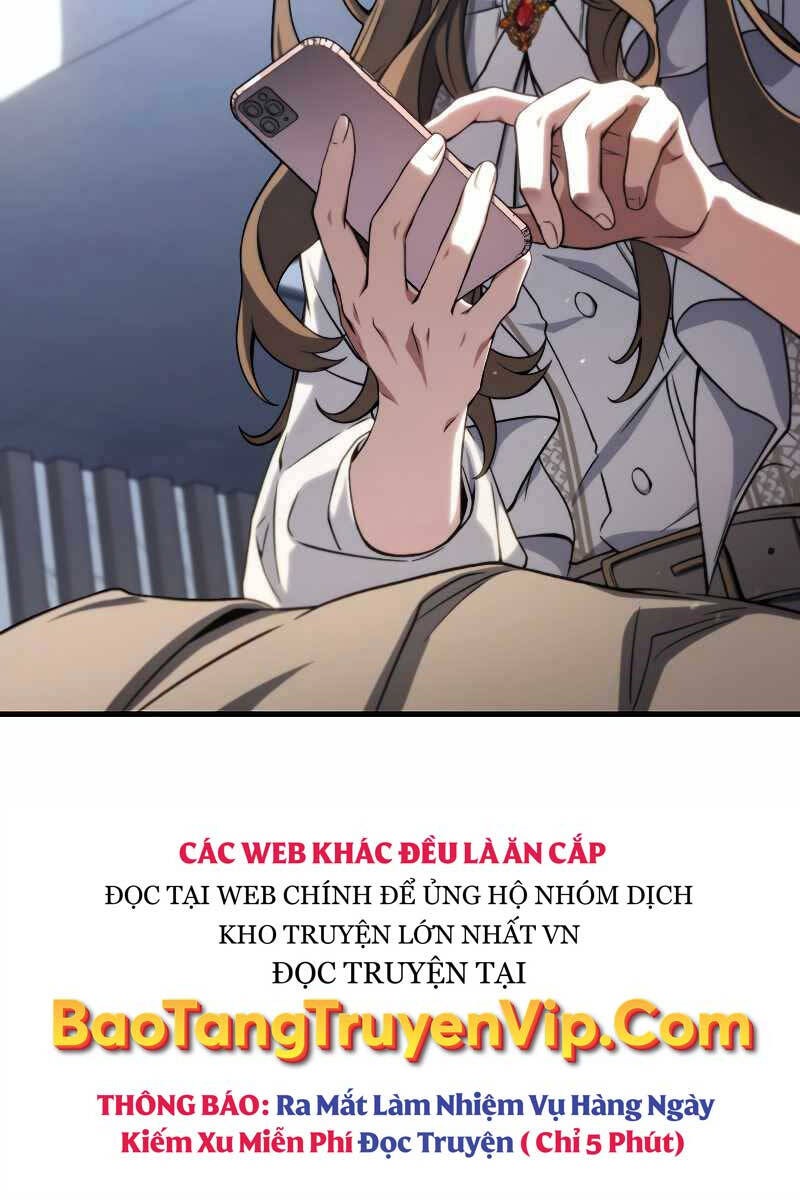 CÁC WEB KHÁC ĐỀU LÀ ĂN CẮP
ĐỌC TẠI WEB CHÍNH ĐỂ ỦNG HỘ NHÓM DỊCH
KHO TRUYỆN LỚN NHẤT VN
ĐỌC TRUYỆN TẠI
BaoTangTruyenVip.Com
THÔNG BÁO: Ra Mắt Làm Nhiệm Vụ Hàng Ngày
Kiếm Xu Miễn Phí Đọc Truyện ( Chỉ 5 Phút)